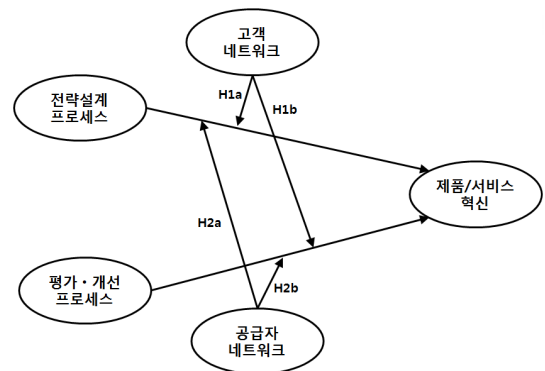 고객
네트워크
H1a
H1b
전략설계
프로세스
제품/서비스
혁신
H2a
평가・개선
프로세스
H2b
공급자
네트워크